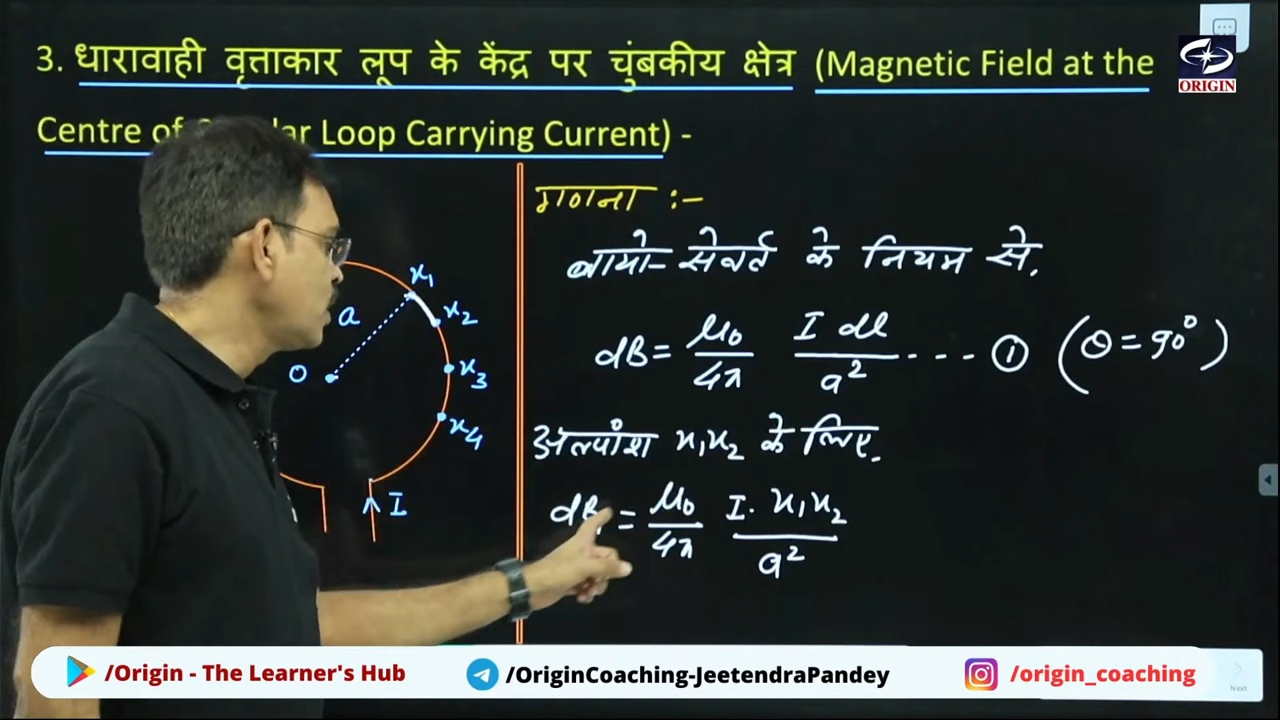 3. धारावाही वृत्ताकार लूप के केंद्र पर चुंबकीय क्षेत्र (Magnetic Field at the
Centre of Loop Carrying Current) -
ORIGIN
गणना :-
बायो-सेवर्त के नियम से.
dB = μ₀/4π I dl/a² ---- ① (θ = 90°)
अल्पांश x₁x₂ के लिए.
dB₁ = μ₀/4π I. x₁x₂/a²
x₁
x₂
x₃
x₄
a
O
I
/Origin - The Learner's Hub
/OriginCoaching-JeetendraPandey
/origin_coaching
Next